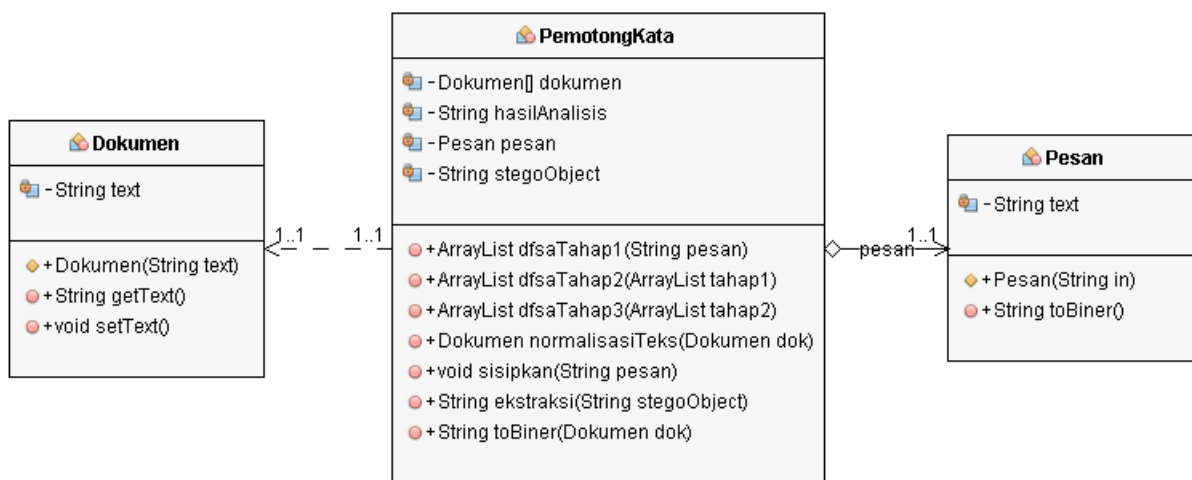 PemotongKata
- Dokumen[] dokumen
- String hasilAnalisis
- Pesan pesan
- String stegoObject
+ ArrayList dfsaTahap1(String pesan)
+ ArrayList dfsaTahap2(ArrayList tahap1)
+ ArrayList dfsaTahap3(ArrayList tahap2)
+ Dokumen normalisasiTeks(Dokumen dok)
+ void sisipkan(String pesan)
+ String ekstraksi(String stegoObject)
+ String toBiner(Dokumen dok)
Dokumen
- String text
+ Dokumen(String text)
+ String getText()
+ void setText()
1..1
1..1
pesan
1..1
Pesan
- String text
+ Pesan(String in)
+ String toBiner()